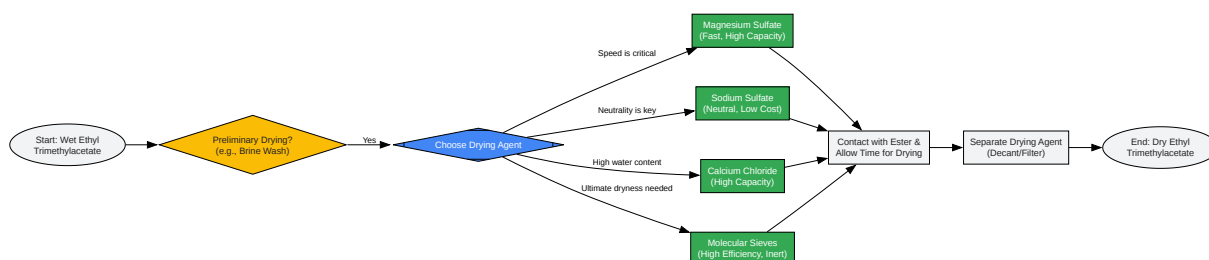 Start: Wet Ethyl
Trimethylacetate
Preliminary Drying?
(e.g., Brine Wash)
Yes
Choose Drying Agent
Speed is critical
Neutrality is key
High water content
Ultimate dryness needed
Magnesium Sulfate
(Fast, High Capacity)
Sodium Sulfate
(Neutral, Low Cost)
Calcium Chloride
(High Capacity)
Molecular Sieves
(High Efficiency, Inert)
Contact with Ester &
Allow Time for Drying
Separate Drying Agent
(Decant/Filter)
End: Dry Ethyl
Trimethylacetate